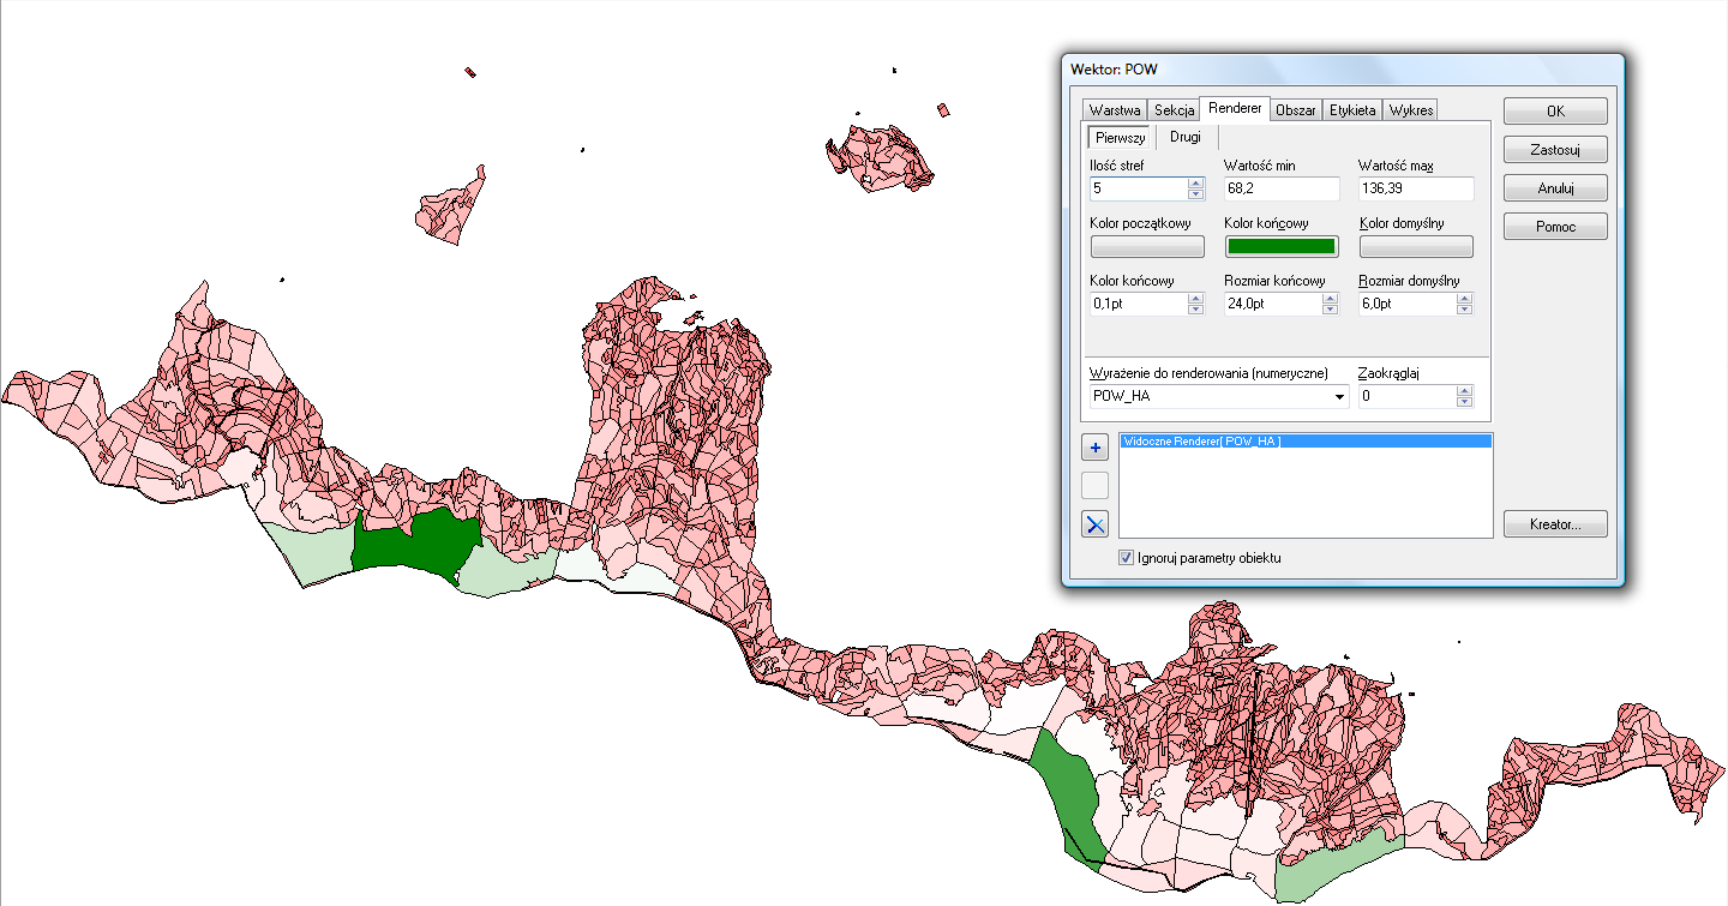 Wektor: POW
Warstwa Sekcja Renderer Obszar Etykieta Wykres
OK
Pierwszy Drugi
Zastosuj
Ilość stref Wartość min Wartość max
5 68,2 136,39
Anuluj
Kolor początkowy Kolor końcowy Kolor domyślny
Pomoc
Kolor końcowy Rozmiar końcowy Rozmiar domyślny
0,1pt 24,0pt 6,0pt
Wyrażenie do renderowania (numeryczne) Zaokrąglaj
POW_HA 0
Widoczne Renderer[ POW_HA ]
Kreator...
Ignoruj parametry obiektu